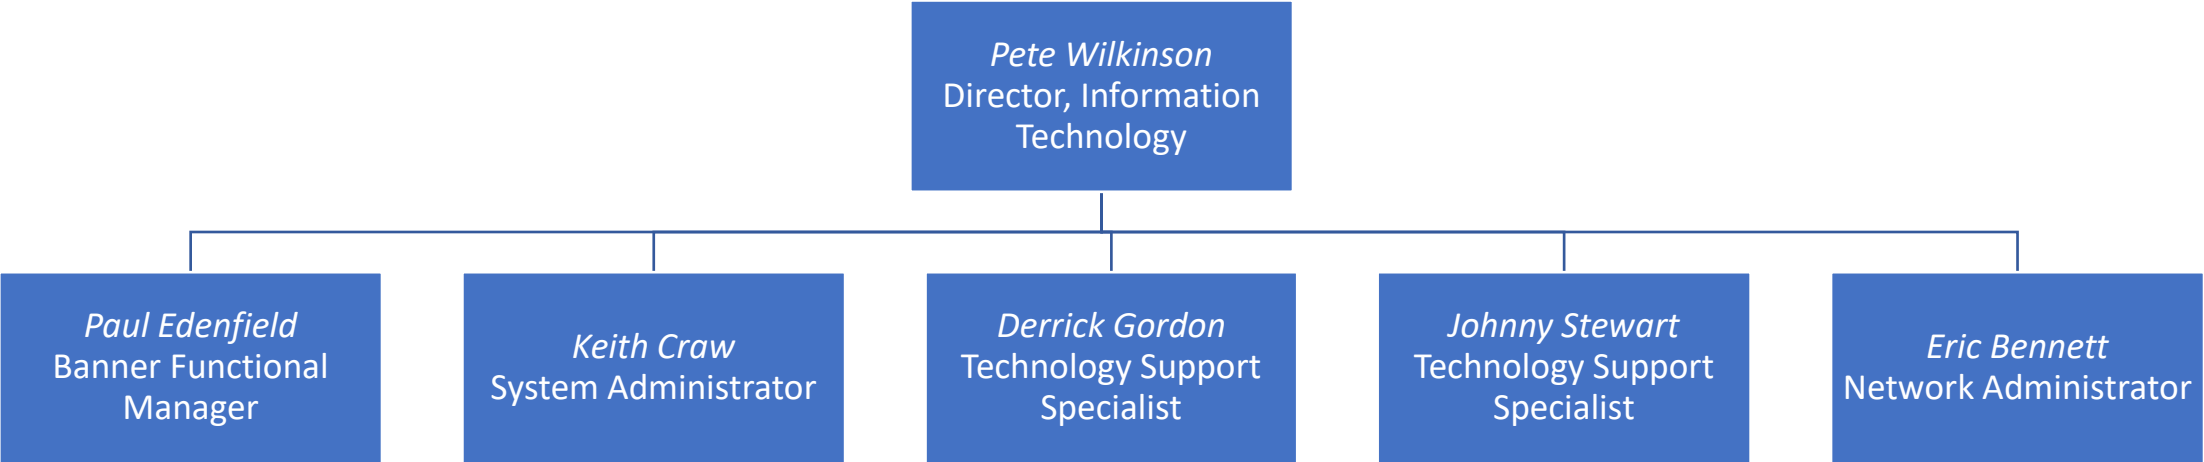 Pete Wilkinson
Director, Information
Technology
Paul Edenfield
Banner Functional
Manager
Keith Craw
System Administrator
Derrick Gordon
Technology Support
Specialist
Johnny Stewart
Technology Support
Specialist
Eric Bennett
Network Administrator